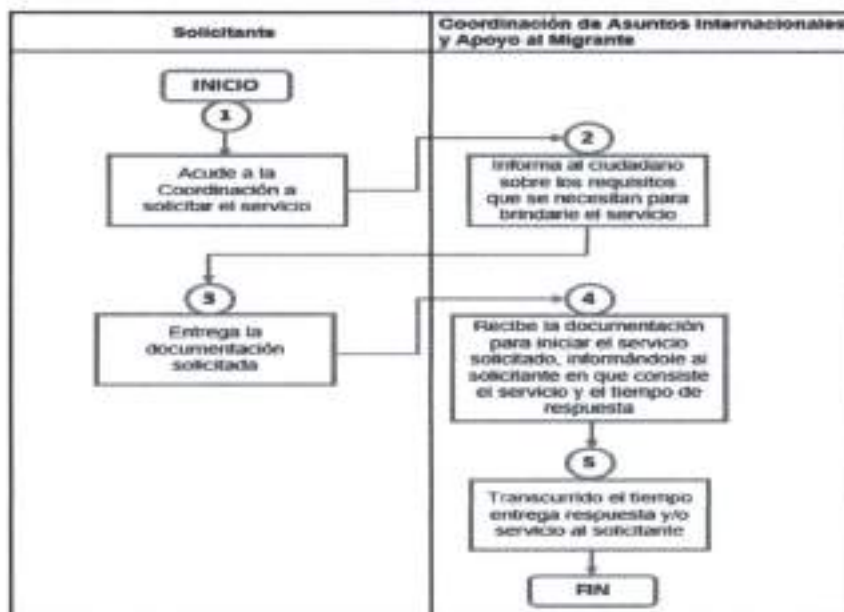 Solicitante
Coordinación de Asuntos Internacionales
y Apoyo al Migrante
INICIO
1
Acude a la
Coordinación a
solicitar el servicio
2
Informa al ciudadano
sobre los requisitos
que se necesitan para
brindarle el servicio
3
Entrega la
documentación
solicitada
4
Recibe la documentación
para iniciar el servicio
solicitado, informándole al
solicitante en que consiste
el servicio y el tiempo de
respuesta
5
Transcurrido el tiempo
entrega respuesta y/o
servicio al solicitante
FIN